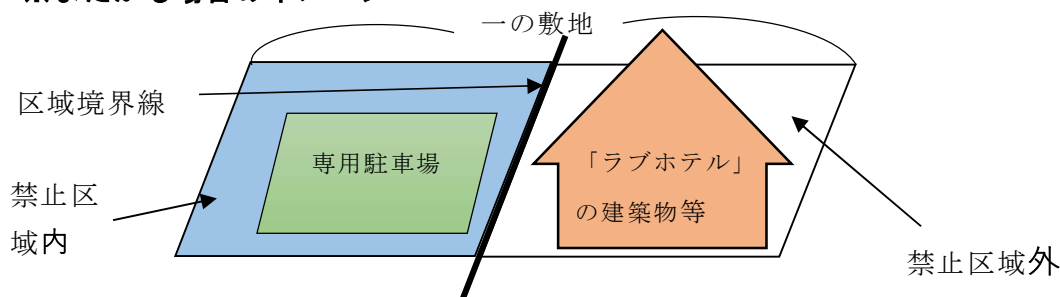 一の敷地
区域境界線
専用駐車場
「ラブホテル」
の建築物等
禁止区
域内
禁止区域外